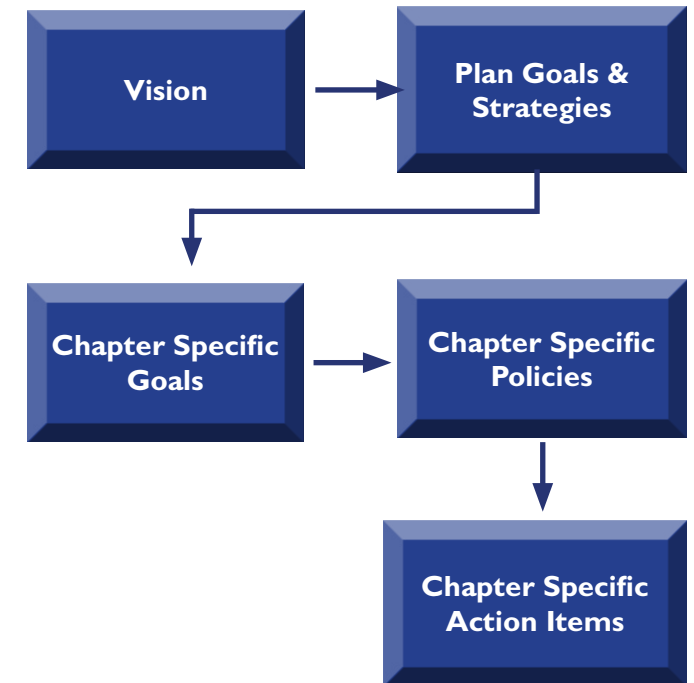 Vision
Plan Goals &
Strategies
Chapter Specific
Goals
Chapter Specific
Policies
Chapter Specific
Action Items